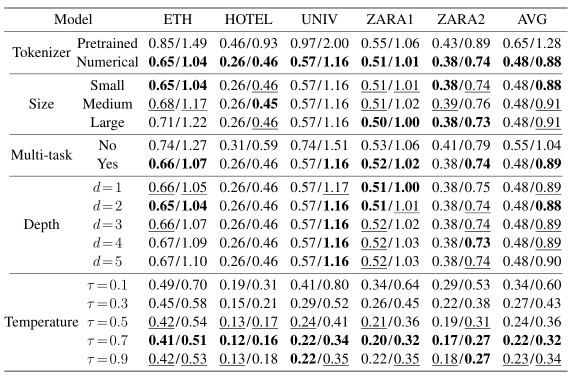 Model ETH HOTEL UNIV ZARA1 ZARA2 AVG
Tokenizer Pretrained 0.85/1.49 0.46/0.93 0.97/2.00 0.55/1.06 0.43/0.89 0.65/1.28
Numerical 0.65/1.04 0.26/0.46 0.57/1.16 0.51/1.01 0.38/0.74 0.48/0.88
Size Small 0.65/1.04 0.26/0.46 0.57/1.16 0.51/1.01 0.38/0.74 0.48/0.88
Medium 0.68/1.17 0.26/0.45 0.57/1.16 0.51/1.02 0.39/0.76 0.48/0.91
Large 0.71/1.22 0.26/0.46 0.57/1.16 0.50/1.00 0.38/0.73 0.48/0.91
Multi-task No 0.74/1.27 0.31/0.59 0.74/1.51 0.53/1.06 0.41/0.79 0.55/1.04
Yes 0.66/1.07 0.26/0.46 0.57/1.16 0.52/1.02 0.38/0.74 0.48/0.89
Depth d=1 0.66/1.05 0.26/0.46 0.57/1.17 0.51/1.00 0.38/0.75 0.48/0.89
d=2 0.65/1.04 0.26/0.46 0.57/1.16 0.51/1.01 0.38/0.74 0.48/0.88
d=3 0.66/1.07 0.26/0.46 0.57/1.16 0.52/1.02 0.38/0.74 0.48/0.89
d=4 0.67/1.09 0.26/0.46 0.57/1.16 0.52/1.03 0.38/0.73 0.48/0.89
d=5 0.67/1.10 0.26/0.46 0.57/1.16 0.52/1.03 0.38/0.74 0.48/0.90
Temperature τ=0.1 0.49/0.70 0.19/0.31 0.41/0.80 0.34/0.64 0.29/0.53 0.34/0.60
τ=0.3 0.45/0.58 0.15/0.21 0.29/0.52 0.26/0.45 0.22/0.38 0.27/0.43
τ=0.5 0.42/0.54 0.13/0.17 0.24/0.41 0.21/0.36 0.19/0.31 0.24/0.36
τ=0.7 0.41/0.51 0.12/0.16 0.22/0.34 0.20/0.32 0.17/0.27 0.22/0.32
τ=0.9 0.42/0.53 0.13/0.18 0.22/0.35 0.22/0.35 0.18/0.27 0.23/0.34